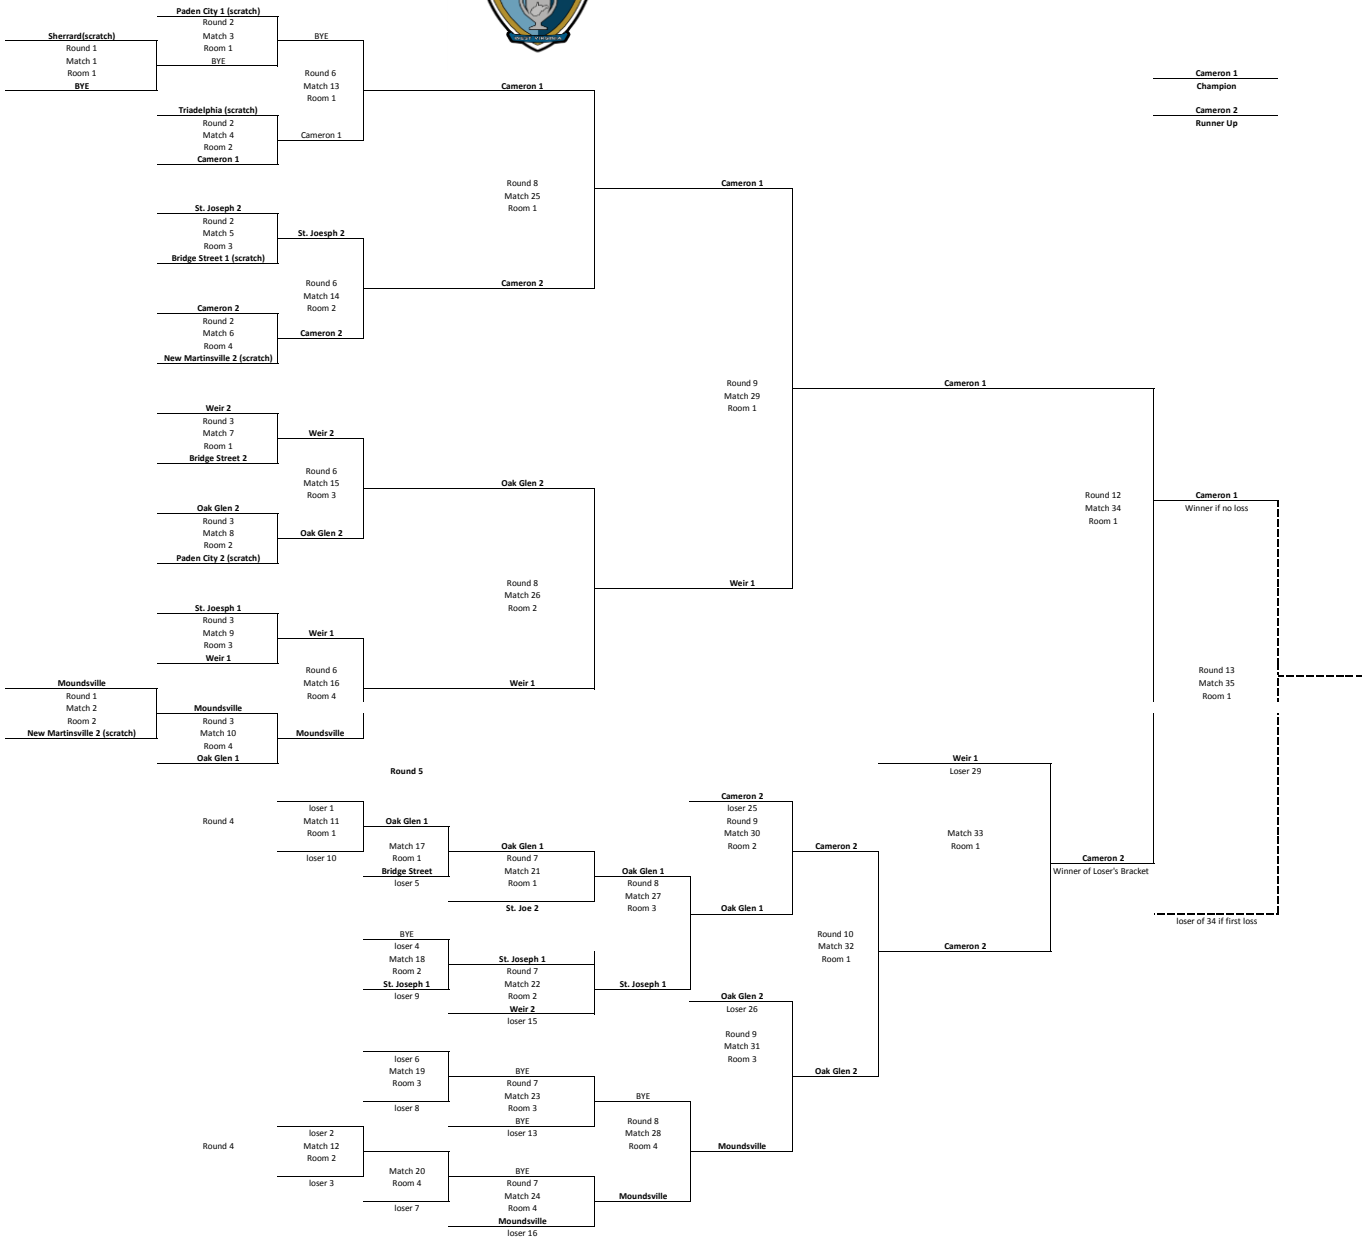 WEST VIRGINIA
Paden City 1 (scratch)
Round 2
Match 3
Room 1
BYE
Sherrard(scratch)
Round 1
Match 1
Room 1
BYE
BYE
Round 6
Match 13
Room 1
Cameron 1
Triadelphia (scratch)
Round 2
Match 4
Room 2
Cameron 1
Cameron 1
Cameron 1
Champion
Cameron 2
Runner Up
Round 8
Match 25
Room 1
Cameron 1
St. Joseph 2
Round 2
Match 5
Room 3
Bridge Street 1 (scratch)
St. Joesph 2
Round 6
Match 14
Room 2
Cameron 2
Cameron 2
Round 2
Match 6
Room 4
New Martinsville 2 (scratch)
Cameron 2
Round 9
Match 29
Room 1
Cameron 1
Weir 2
Round 3
Match 7
Room 1
Bridge Street 2
Weir 2
Round 6
Match 15
Room 3
Oak Glen 2
Oak Glen 2
Round 3
Match 8
Room 2
Paden City 2 (scratch)
Oak Glen 2
Round 12
Match 34
Room 1
Cameron 1
Winner if no loss
Round 8
Match 26
Room 2
Weir 1
St. Joesph 1
Round 3
Match 9
Room 3
Weir 1
Weir 1
Round 6
Match 16
Room 4
Weir 1
Round 13
Match 35
Room 1
Moundsville
Round 1
Match 2
Room 2
New Martinsville 2 (scratch)
Moundsville
Round 3
Match 10
Room 4
Oak Glen 1
Moundsville
Round 5
Weir 1
Loser 29
Round 4
loser 1
Match 11
Room 1
loser 10
Oak Glen 1
Match 17
Room 1
Bridge Street
loser 5
Oak Glen 1
Round 7
Match 21
Room 1
St. Joe 2
Oak Glen 1
Round 8
Match 27
Room 3
Cameron 2
loser 25
Round 9
Match 30
Room 2
Oak Glen 1
Cameron 2
Match 33
Room 1
Cameron 2
Winner of Loser's Bracket
loser of 34 if first loss
BYE
loser 4
Match 18
Room 2
St. Joseph 1
loser 9
St. Joseph 1
Round 7
Match 22
Room 2
Weir 2
loser 15
St. Joseph 1
Round 10
Match 32
Room 1
Cameron 2
Oak Glen 2
Loser 26
Round 9
Match 31
Room 3
Oak Glen 2
loser 6
Match 19
Room 3
loser 8
BYE
Round 7
Match 23
Room 3
BYE
loser 13
BYE
Round 8
Match 28
Room 4
Moundsville
Round 4
loser 2
Match 12
Room 2
loser 3
Match 20
Room 4
loser 7
BYE
Round 7
Match 24
Room 4
Moundsville
loser 16
Moundsville